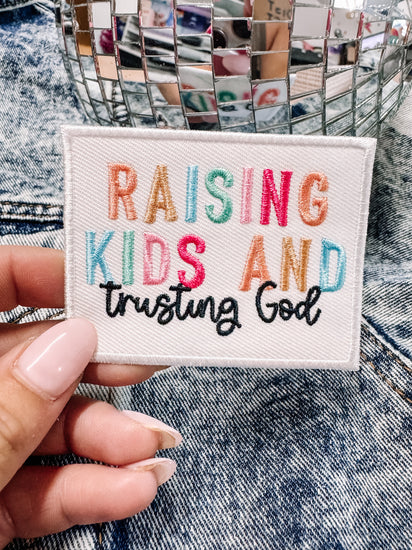 RAISING
KIDS AND
trusting God